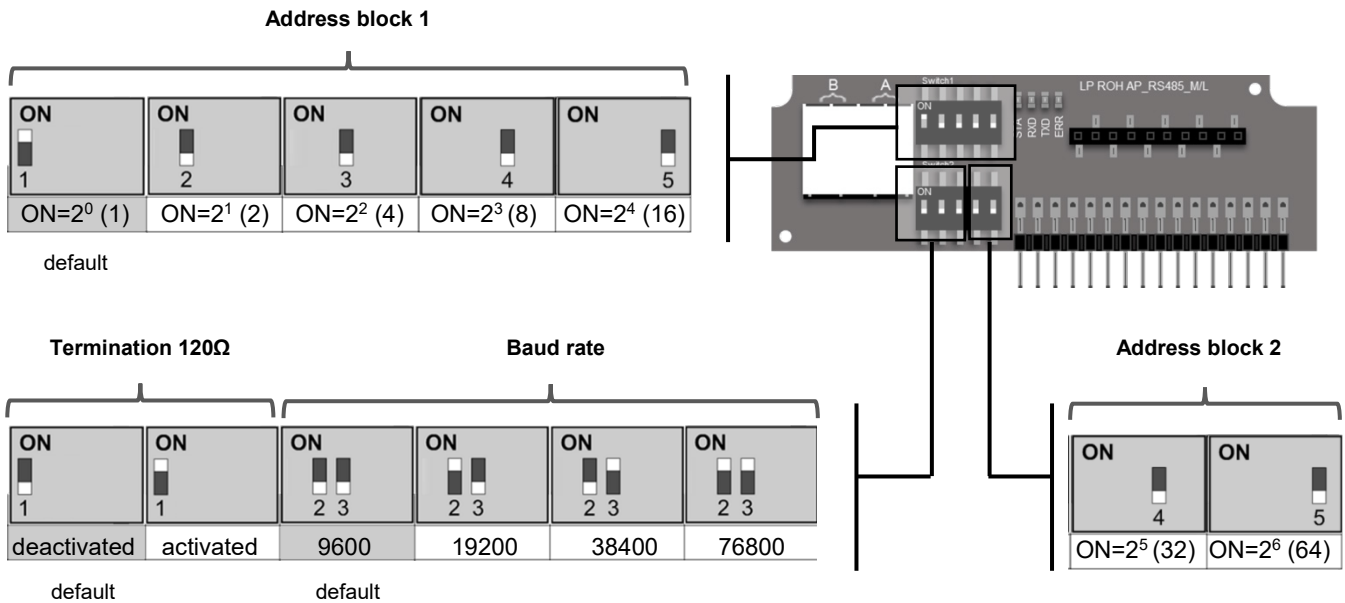 Address block 1
ON ON ON ON ON
1 2 3 4 5
ON=2⁰ (1) ON=2¹ (2) ON=2² (4) ON=2³ (8) ON=2⁴ (16)
default
B A Switch1 LP ROH AP_RS485_M/L
ON
STA RXD TXD ERR
Switch2
ON
Termination 120Ω Baud rate
ON ON ON ON ON ON
1 1 2 3 2 3 2 3 2 3
deactivated activated 9600 19200 38400 76800
default default
Address block 2
ON ON
4 5
ON=2⁵ (32) ON=2⁶ (64)